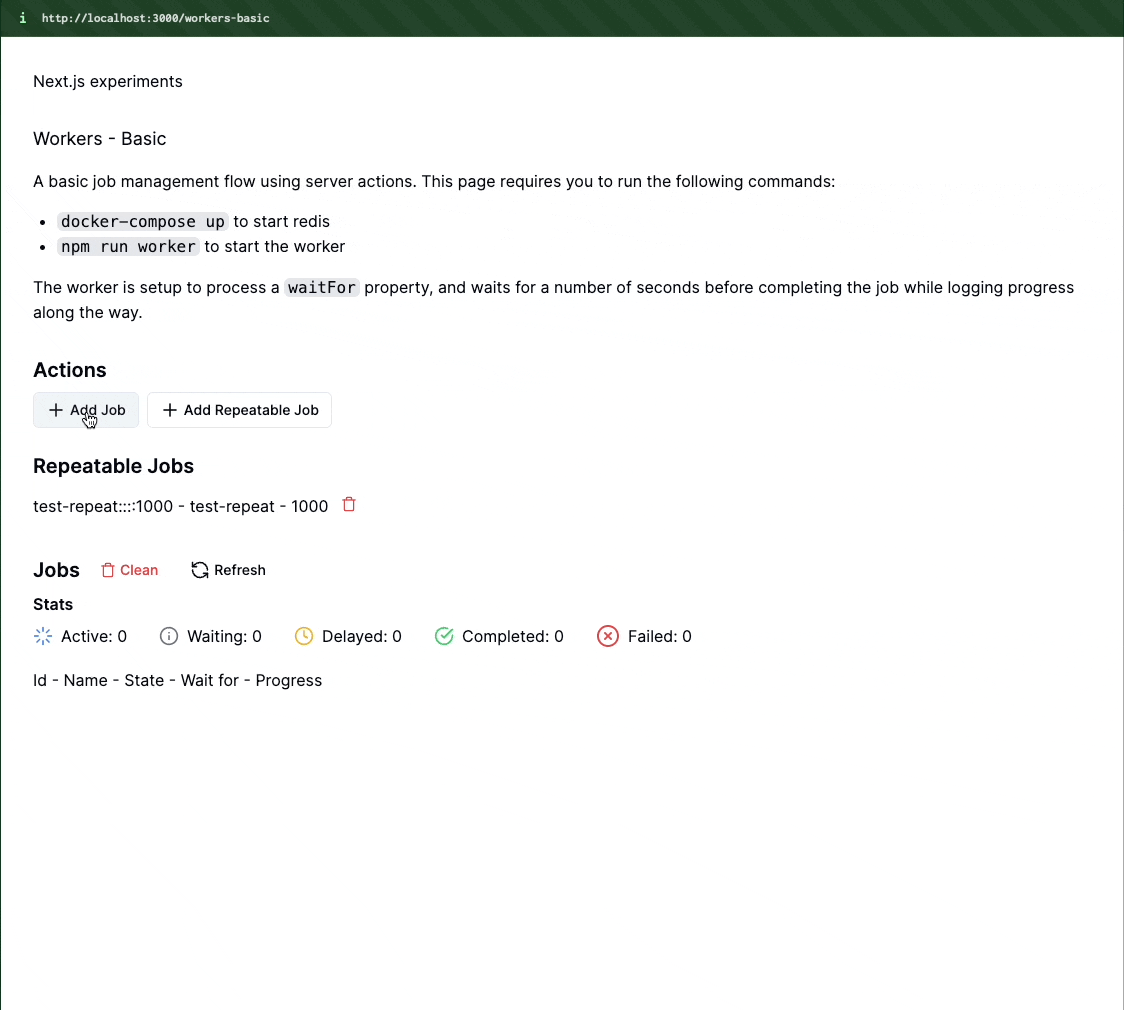 i http://localhost:3000/workers-basic
Next.js experiments
Workers - Basic
A basic job management flow using server actions. This page requires you to run the following commands:
• docker-compose up to start redis
• npm run worker to start the worker
The worker is setup to process a waitFor property, and waits for a number of seconds before completing the job while logging progress
along the way.
Actions
+ Add Job + Add Repeatable Job
Repeatable Jobs
test-repeat::::1000 - test-repeat - 1000
Jobs Clean Refresh
Stats
Active: 0 Waiting: 0 Delayed: 0 Completed: 0 Failed: 0
Id - Name - State - Wait for - Progress